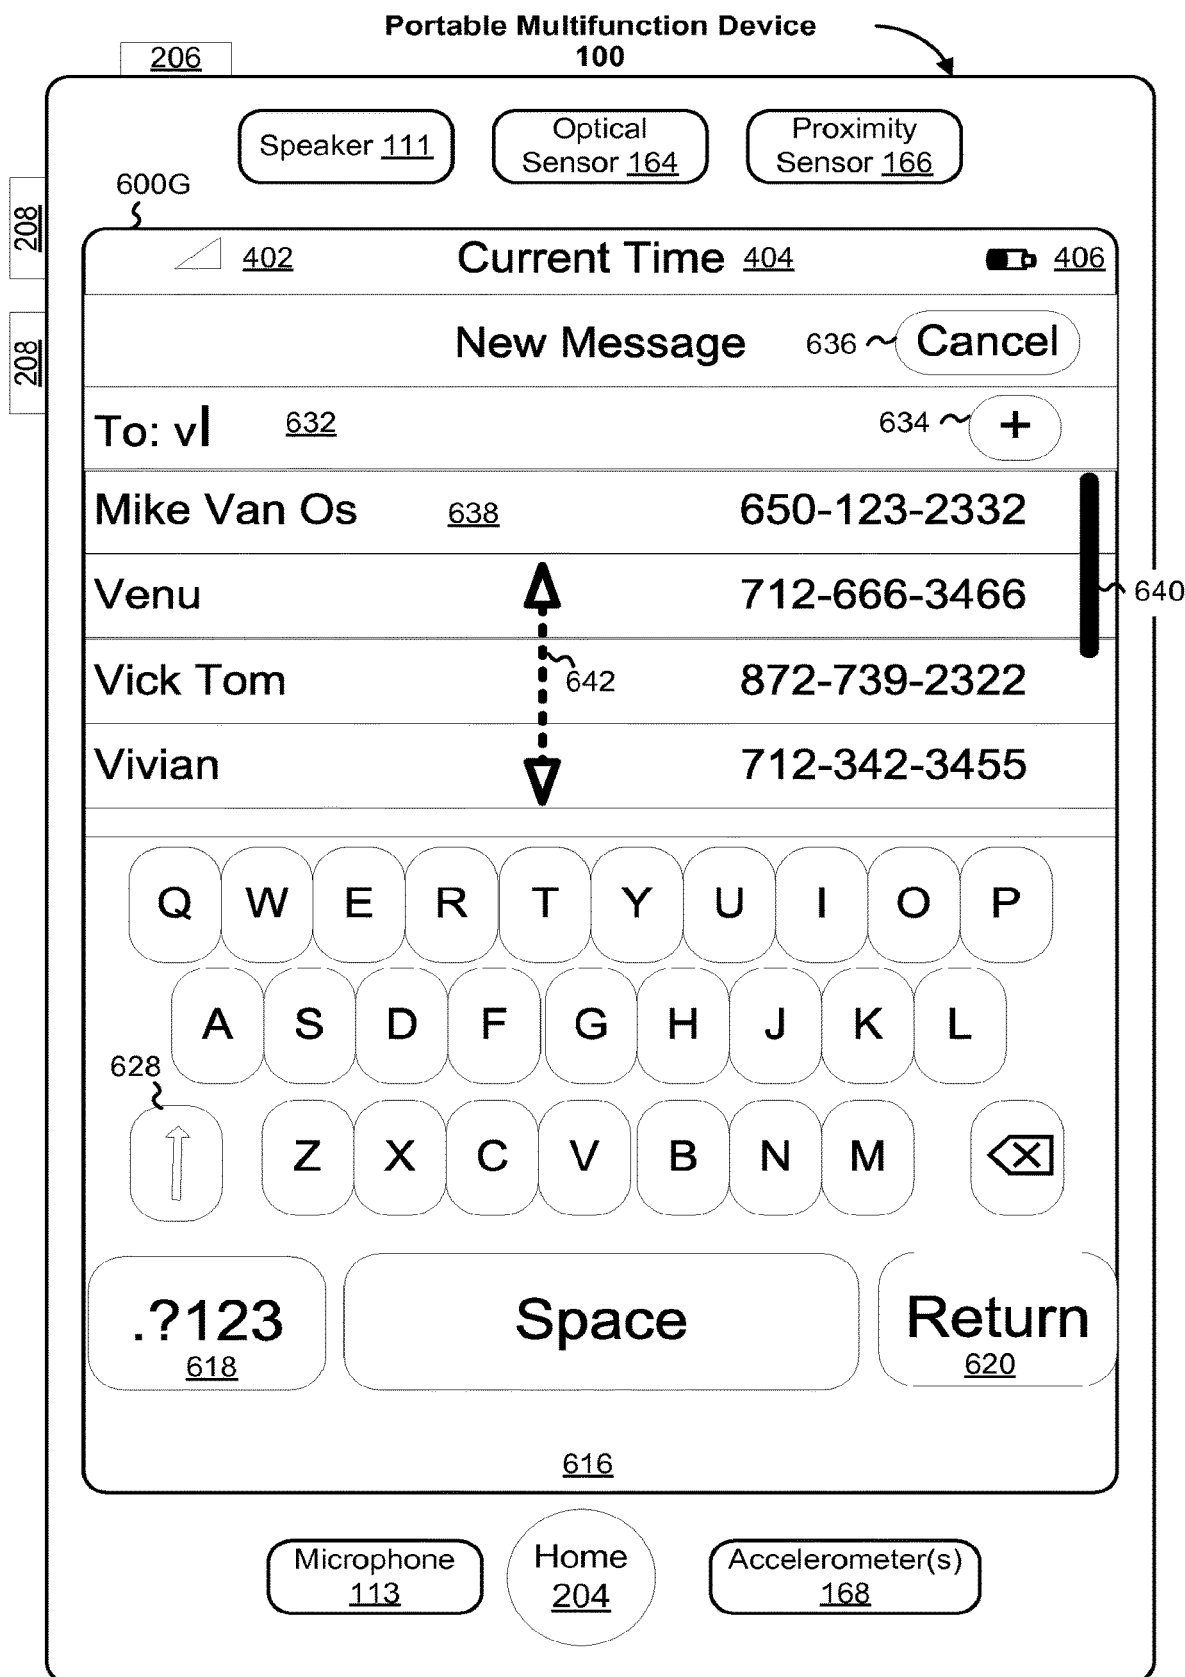 Portable Multifunction Device
100
206
Speaker 111
Optical
Sensor 164
Proximity
Sensor 166
600G
208
402 Current Time 404 406
208
New Message 636 Cancel
To: v 632 634 +
Mike Van Os 638 650-123-2332
Venu 712-666-3466 640
Vick Tom 642 872-739-2322
Vivian 712-342-3455
Q W E R T Y U I O P
A S D F G H J K L
628
Z X C V B N M
.?123 Space Return
618 620
616
Microphone
113
Home
204
Accelerometer(s)
168